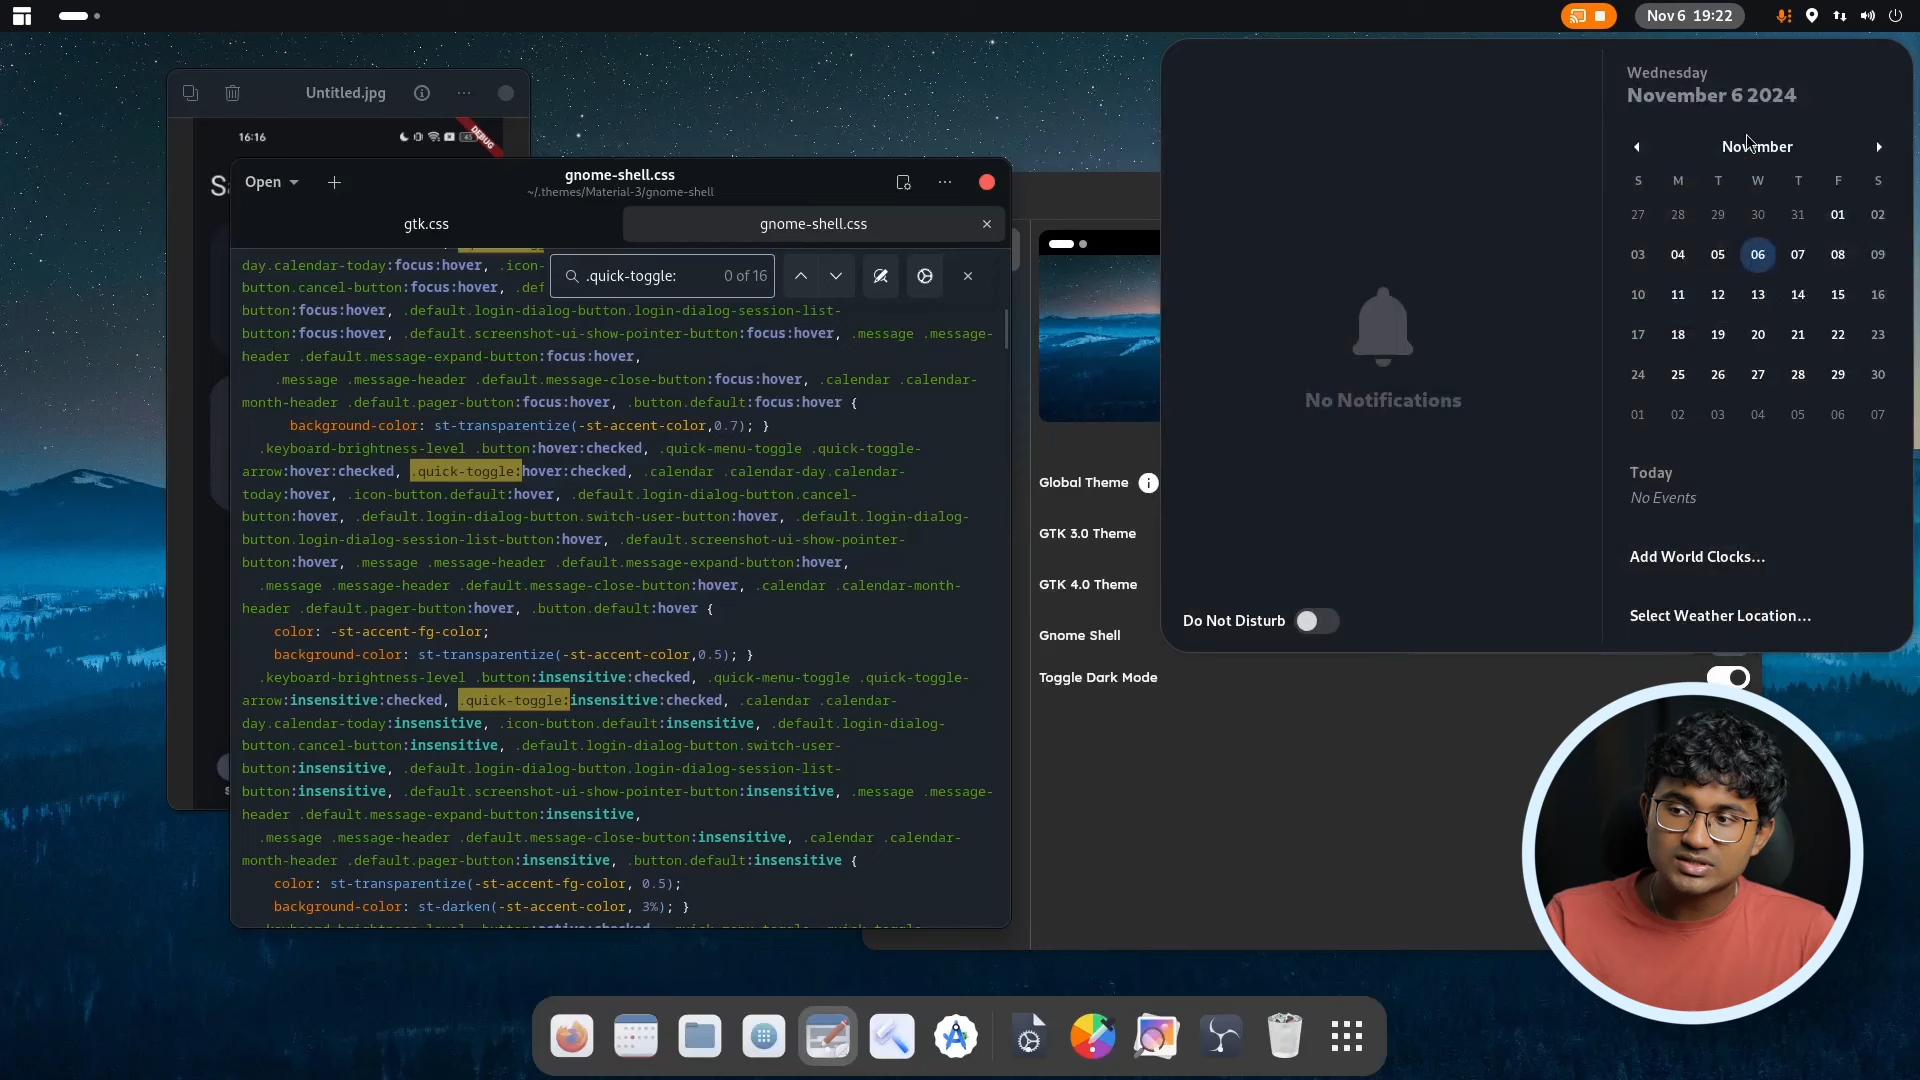 Nov 6 19:22
Untitled.jpg
16:16
45
DEBUG
Open
gnome-shell.css
~/.themes/Material-3/gnome-shell
gtk.css
gnome-shell.css
.quick-toggle:
0 of 16
day.calendar-today:focus:hover, .icon-
button.cancel-button:focus:hover, .def
button:focus:hover, .default.login-dialog-button.login-dialog-session-list-
button:focus:hover, .default.screenshot-ui-show-pointer-button:focus:hover, .message .message-
header .default.message-expand-button:focus:hover,
.message .message-header .default.message-close-button:focus:hover, .calendar .calendar-
month-header .default.pager-button:focus:hover, .button.default:focus:hover {
background-color: st-transparentize(-st-accent-color,0.7); }
.keyboard-brightness-level .button:hover:checked, .quick-menu-toggle .quick-toggle-
arrow:hover:checked, .quick-toggle:hover:checked, .calendar .calendar-day.calendar-
today:hover, .icon-button.default:hover, .default.login-dialog-button.cancel-
button:hover, .default.login-dialog-button.switch-user-button:hover, .default.login-dialog-
button.login-dialog-session-list-button:hover, .default.screenshot-ui-show-pointer-
button:hover, .message .message-header .default.message-expand-button:hover,
.message .message-header .default.message-close-button:hover, .calendar .calendar-month-
header .default.pager-button:hover, .button.default:hover {
color: -st-accent-fg-color;
background-color: st-transparentize(-st-accent-color,0.5); }
.keyboard-brightness-level .button:insensitive:checked, .quick-menu-toggle .quick-toggle-
arrow:insensitive:checked, .quick-toggle:insensitive:checked, .calendar .calendar-
day.calendar-today:insensitive, .icon-button.default:insensitive, .default.login-dialog-
button.cancel-button:insensitive, .default.login-dialog-button.switch-user-
button:insensitive, .default.login-dialog-button.login-dialog-session-list-
button:insensitive, .default.screenshot-ui-show-pointer-button:insensitive, .message .message-
header .default.message-expand-button:insensitive,
.message .message-header .default.message-close-button:insensitive, .calendar .calendar-
month-header .default.pager-button:insensitive, .button.default:insensitive {
color: st-transparentize(-st-accent-fg-color, 0.5);
background-color: st-darken(-st-accent-color, 3%); }
Global Theme
GTK 3.0 Theme
GTK 4.0 Theme
Gnome Shell
Toggle Dark Mode
No Notifications
Do Not Disturb
Wednesday
November 6 2024
November
S M T W T F S
27 28 29 30 31 01 02
03 04 05 06 07 08 09
10 11 12 13 14 15 16
17 18 19 20 21 22 23
24 25 26 27 28 29 30
01 02 03 04 05 06 07
Today
No Events
Add World Clocks...
Select Weather Location...